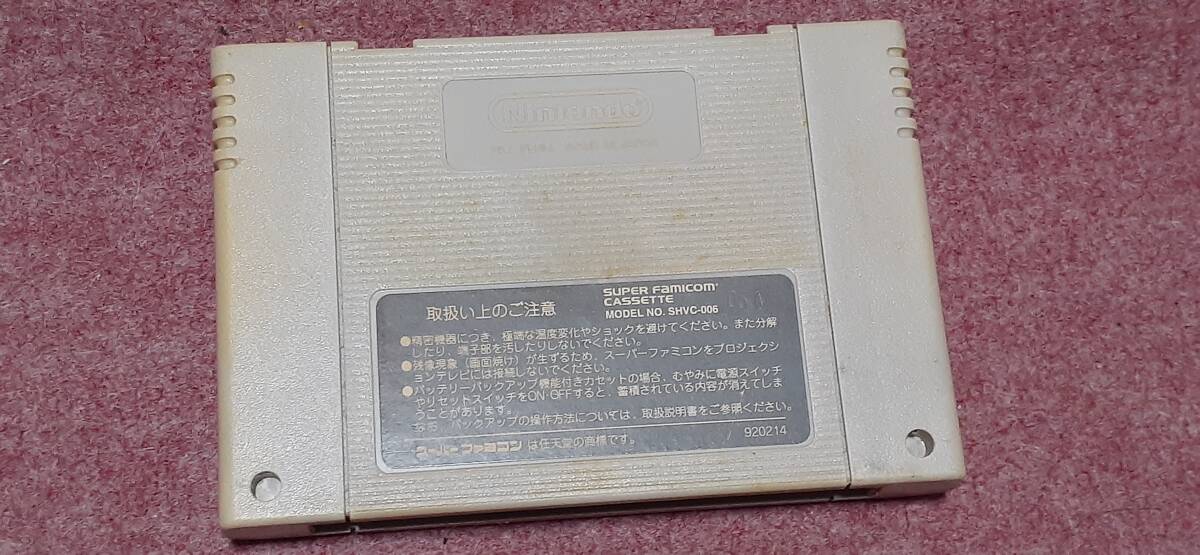 Nintendo
取扱い上のご注意
SUPER Famicom
CASSETTE
MODEL NO. SHVC-006
●精密機器につき、極端な温度変化やショックを避けてください。また分解
したり、端子部を汚したりしないでください。
●残像現象（画面焼け）が生ずるため、スーパーファミコンをプロジェクシ
ョンテレビには接続しないでください。
●バッテリーバックアップ機能付きカセットの場合、むやみに電源スイッチ
やリセットスイッチをON・OFFすると、蓄積されている内容が消えてしま
うことがあります。
なお、バックアップの操作方法については、取扱説明書をご参照ください。
スーパーファミコンは任天堂の商標です。
920214